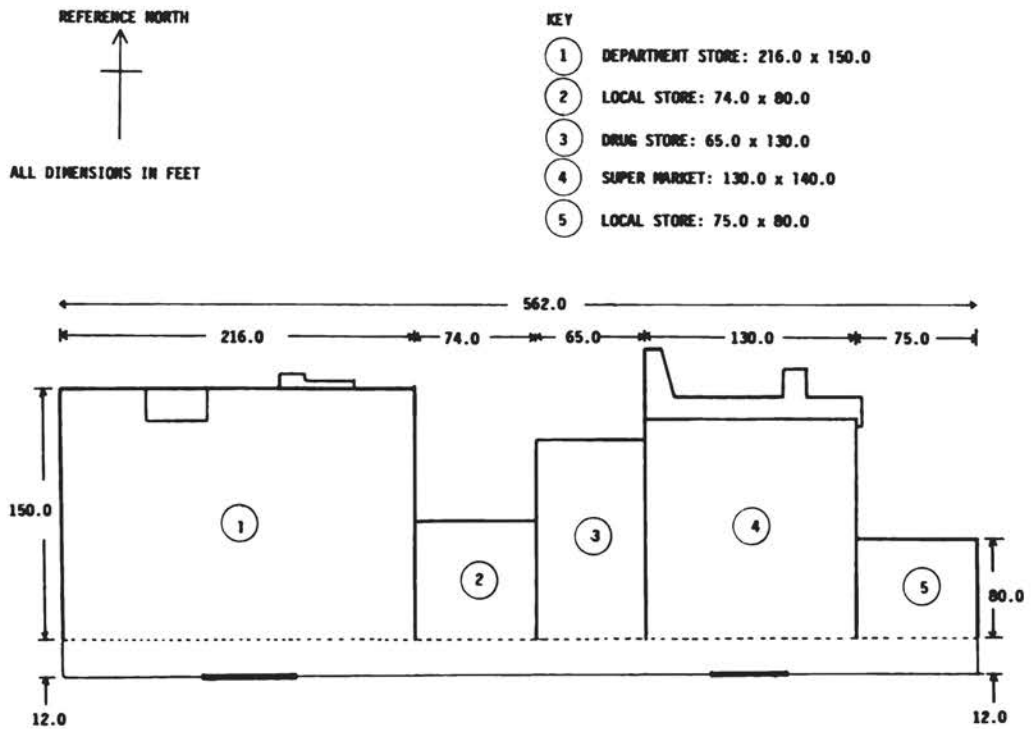 REFERENCE NORTH
ALL DIMENSIONS IN FEET
KEY
1 DEPARTMENT STORE: 216.0 x 150.0
2 LOCAL STORE: 74.0 x 80.0
3 DRUG STORE: 65.0 x 130.0
4 SUPER MARKET: 130.0 x 140.0
5 LOCAL STORE: 75.0 x 80.0
562.0
216.0 74.0 65.0 130.0 75.0
150.0
1
2
3
4
5
80.0
12.0
12.0